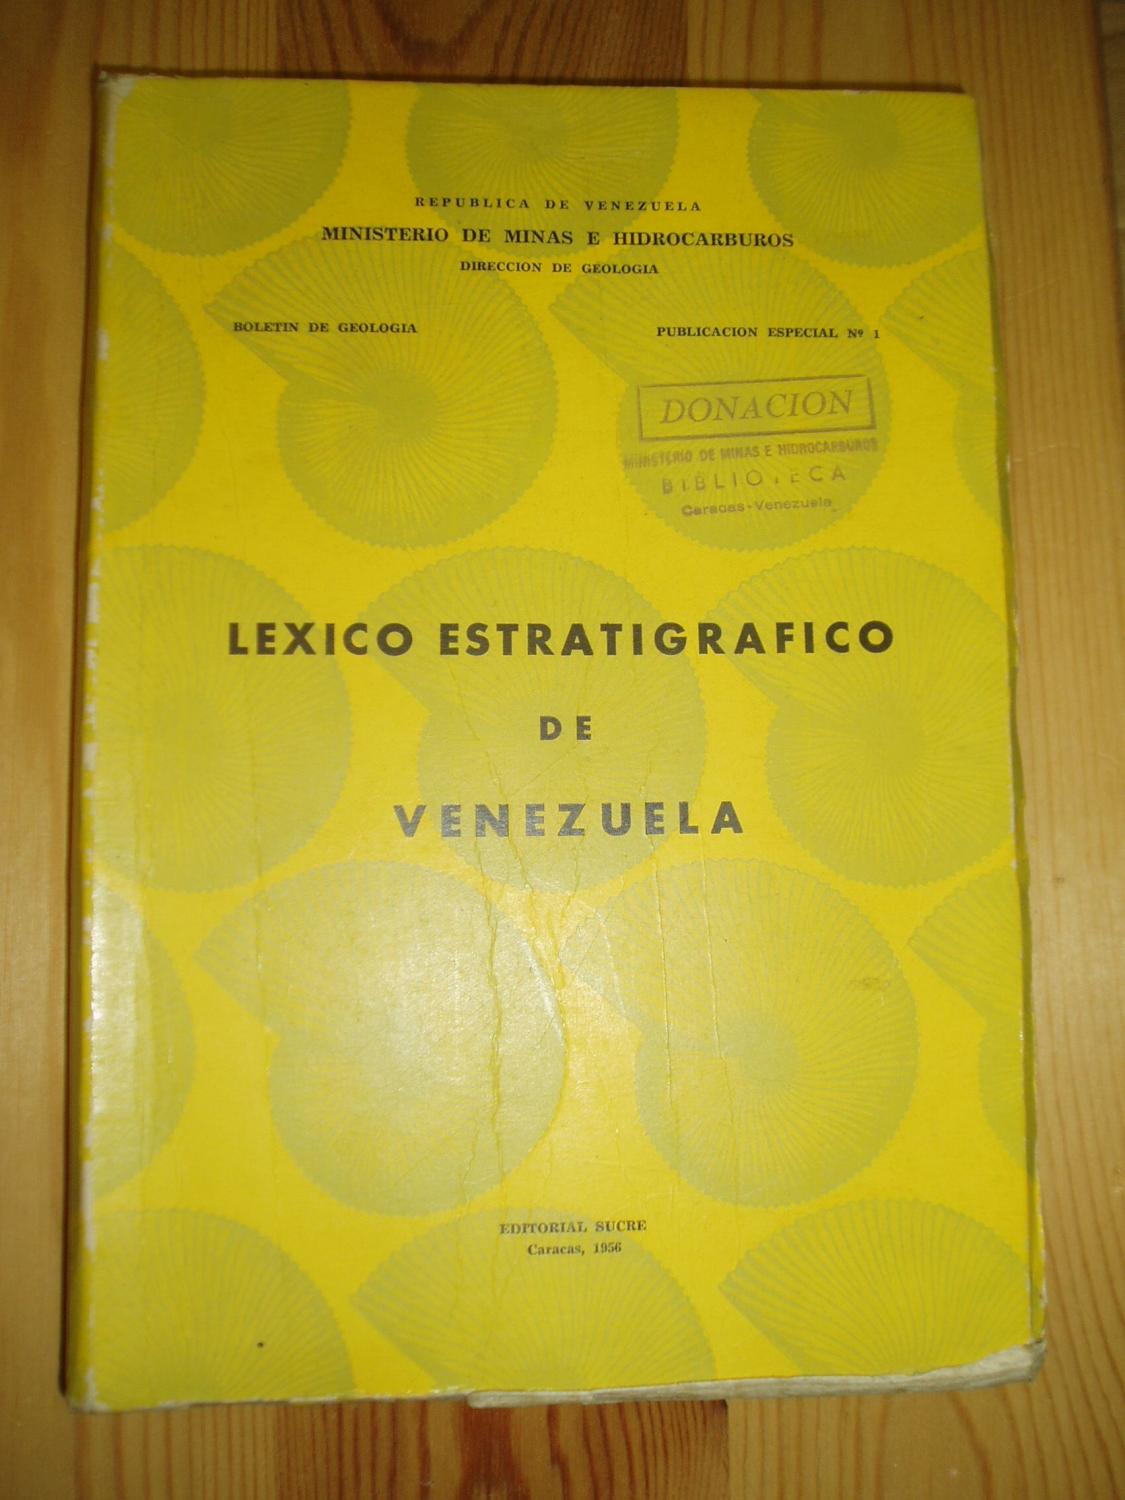 REPUBLICA DE VENEZUELA
MINISTERIO DE MINAS E HIDROCARBUROS
DIRECCION DE GEOLOGIA
BOLETIN DE GEOLOGIA
PUBLICACION ESPECIAL Nº 1
DONACION
MINISTERIO DE MINAS E HIDROCARBUROS
BIBLIOTECA
Caracas-Venezuela
LEXICO ESTRATIGRAFICO
DE
VENEZUELA
EDITORIAL SUCRE
Caracas, 1956